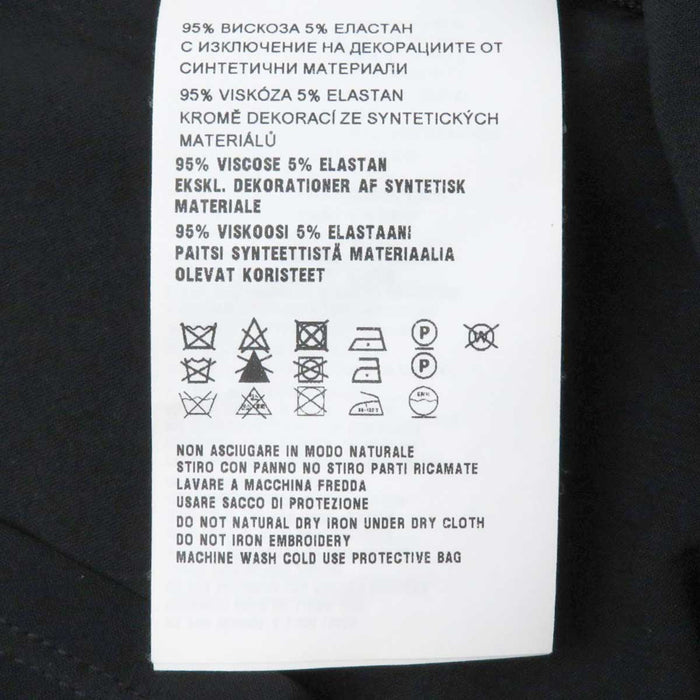 95% ВИСКОЗА 5% ЕЛАСТАН
С ИЗКЛЮЧЕНИЕ НА ДЕКОРАЦИИТЕ ОТ
СИНТЕТИЧНИ МАТЕРИАЛИ
95% VISKÓZA 5% ELASTAN
KROMĚ DEKORACÍ ZE SYNTETICKÝCH
MATERIÁLŮ
95% VISCOSE 5% ELASTAN
EKSKL. DEKORATIONER AF SYNTETISK
MATERIALE
95% VISKOOSI 5% ELASTAANI
PAITSI SYNTEETTISTÄ MATERIAALIA
OLEVAT KORISTEET
P W
P
NON ASCIUGARE IN MODO NATURALE
STIRO CON PANNO NO STIRO PARTI RICAMATE
LAVARE A MACCHINA FREDDA
USARE SACCO DI PROTEZIONE
DO NOT NATURAL DRY IRON UNDER DRY CLOTH
DO NOT IRON EMBROIDERY
MACHINE WASH COLD USE PROTECTIVE BAG